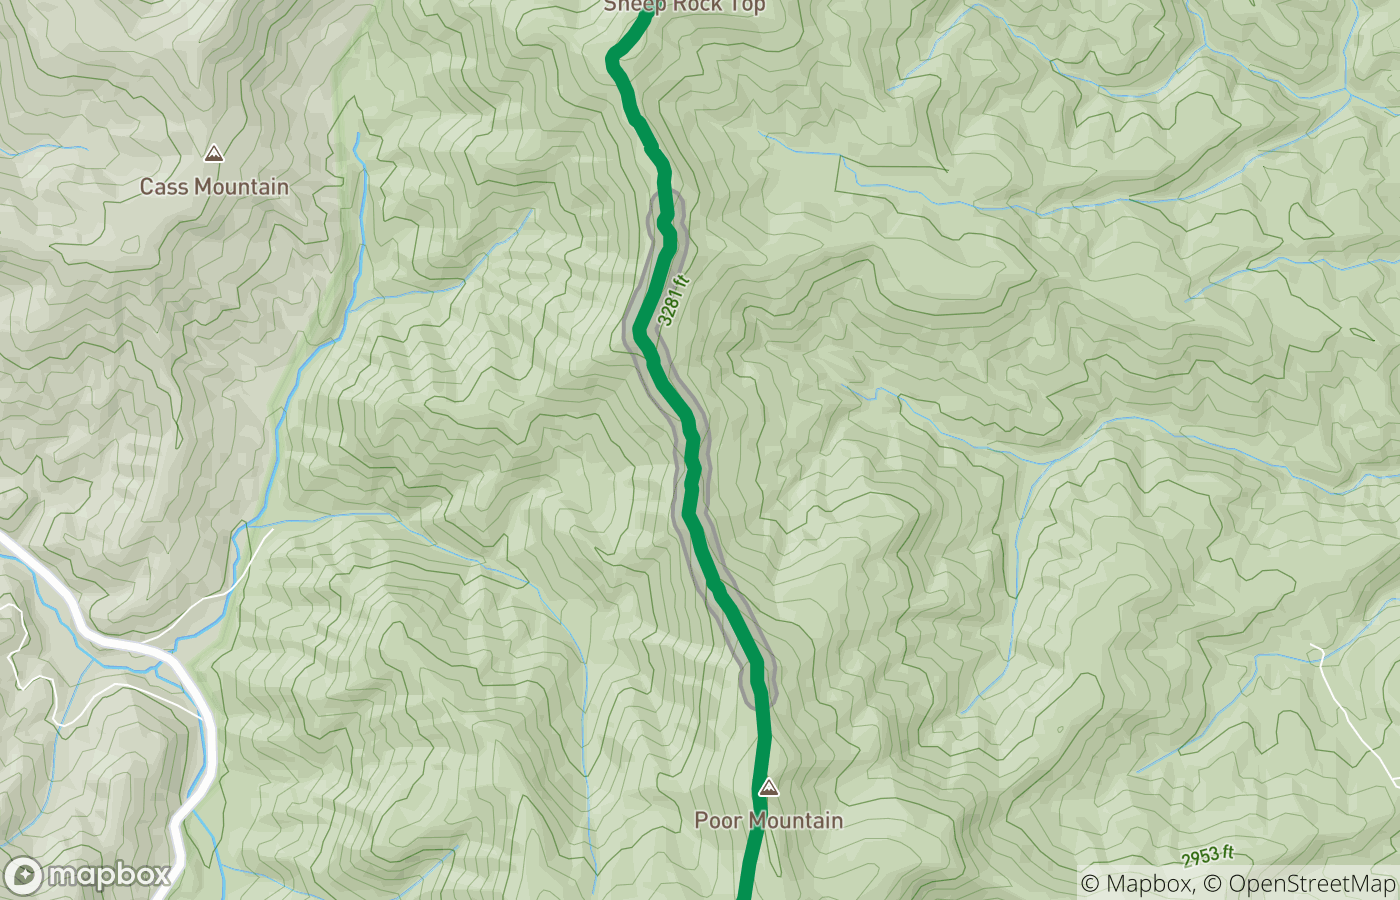 Sheep Rock Top
Cass Mountain
3281 ft
Poor Mountain
2953 ft
mapbox
© Mapbox, © OpenStreetMap